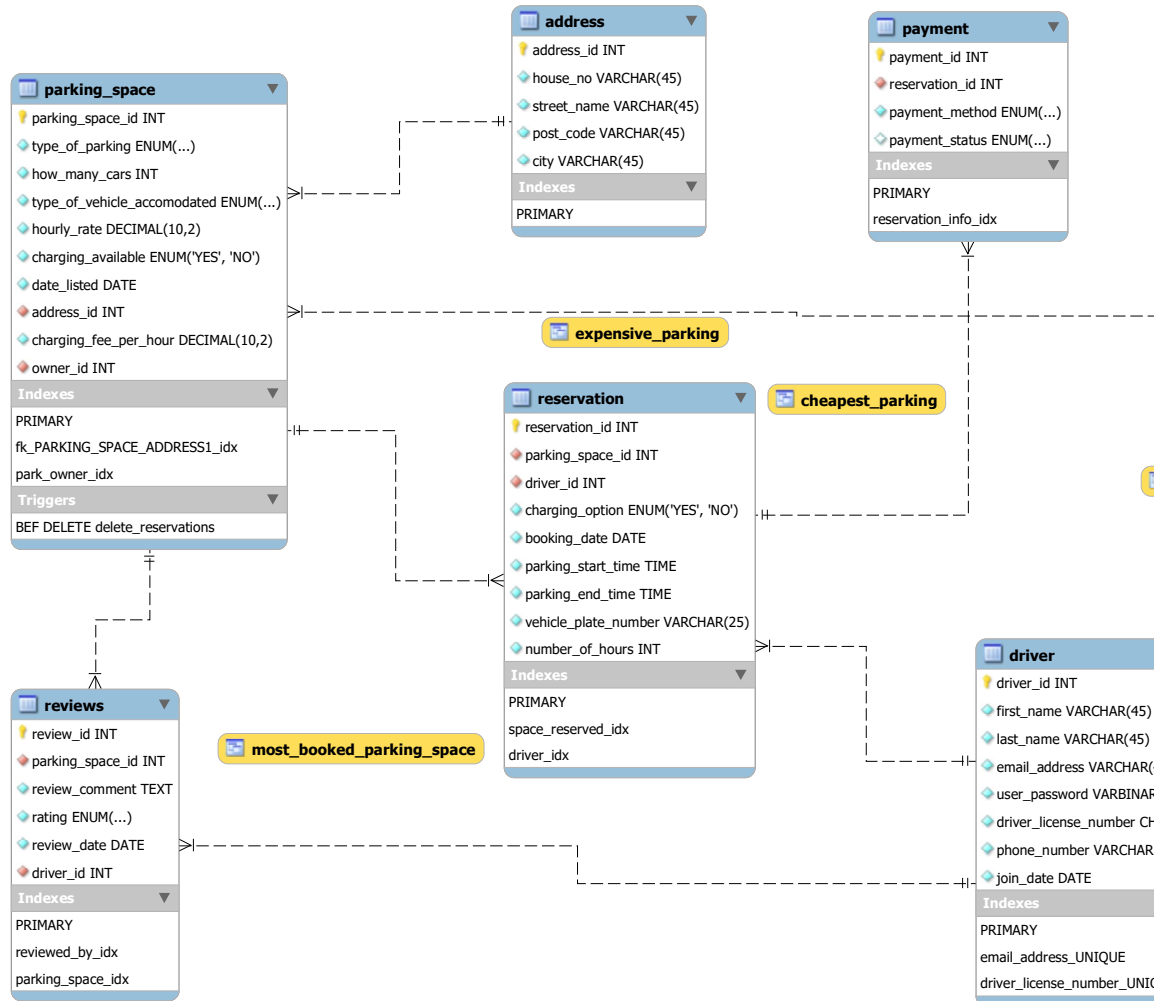 address
address_id INT
house_no VARCHAR(45)
street_name VARCHAR(45)
post_code VARCHAR(45)
city VARCHAR(45)
Indexes
PRIMARY
payment
payment_id INT
reservation_id INT
payment_method ENUM(...)
payment_status ENUM(...)
Indexes
PRIMARY
reservation_info_idx
parking_space
parking_space_id INT
type_of_parking ENUM(...)
how_many_cars INT
type_of_vehicle_accomodated ENUM(...)
hourly_rate DECIMAL(10,2)
charging_available ENUM('YES', 'NO')
date_listed DATE
address_id INT
charging_fee_per_hour DECIMAL(10,2)
owner_id INT
Indexes
PRIMARY
fk_PARKING_SPACE_ADDRESS1_idx
park_owner_idx
Triggers
BEF DELETE delete_reservations
expensive_parking
cheapest_parking
reservation
reservation_id INT
parking_space_id INT
driver_id INT
charging_option ENUM('YES', 'NO')
booking_date DATE
parking_start_time TIME
parking_end_time TIME
vehicle_plate_number VARCHAR(25)
number_of_hours INT
Indexes
PRIMARY
space_reserved_idx
driver_idx
most_booked_parking_space
reviews
review_id INT
parking_space_id INT
review_comment TEXT
rating ENUM(...)
review_date DATE
driver_id INT
Indexes
PRIMARY
reviewed_by_idx
parking_space_idx
driver
driver_id INT
first_name VARCHAR(45)
last_name VARCHAR(45)
email_address VARCHAR(
user_password
driver_license_number
phone_number VARCHAR
join_date DATE
Indexes
PRIMARY
email_address_UNIQUE